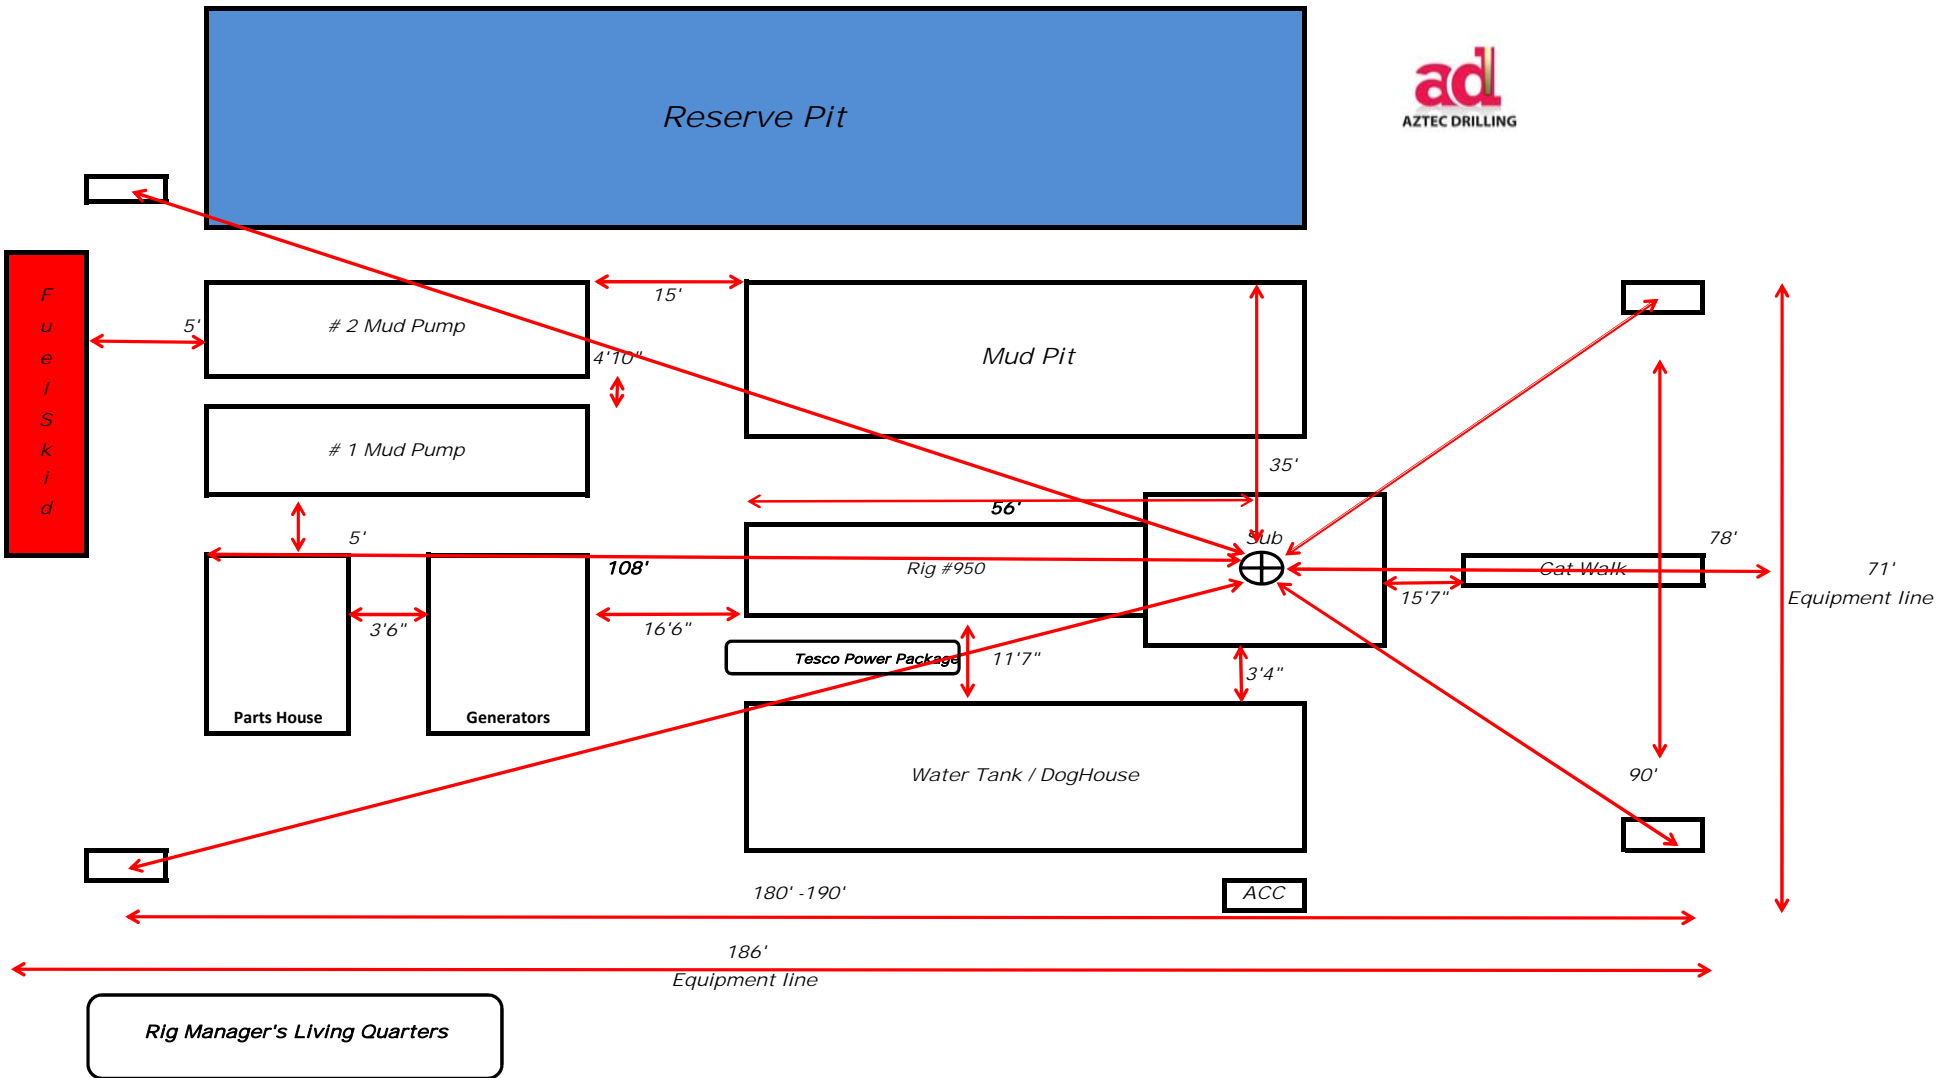 Reserve Pit
ad
AZTEC DRILLING
F
u
e
l
S
k
i
d
5'
# 2 Mud Pump
15'
4'10"
Mud Pit
# 1 Mud Pump
35'
56'
5'
108'
Rig #950
Sub
Cat Walk
78'
71'
Equipment line
15'7"
3'6"
16'6"
Tesco Power Package
11'7"
3'4"
Parts House
Generators
Water Tank / DogHouse
90'
180' -190'
ACC
186'
Equipment line
Rig Manager's Living Quarters